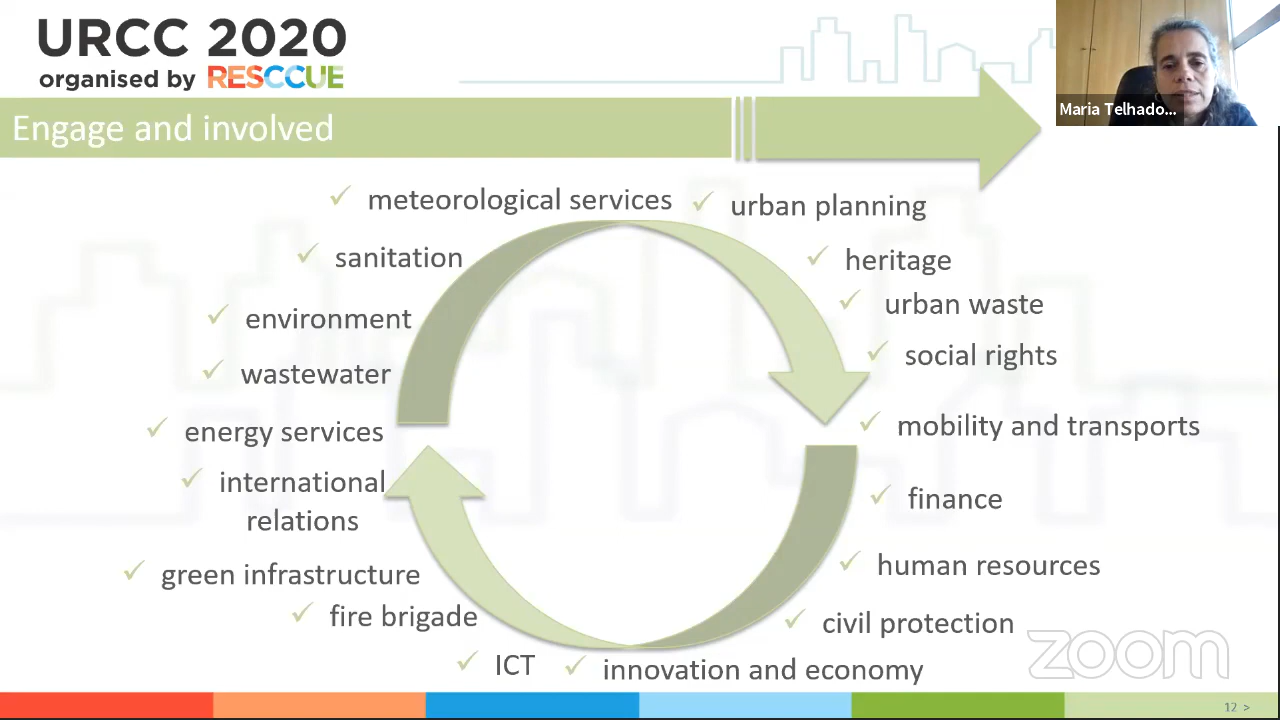 URCC 2020
organised by RESCCUE
Maria Telhado...
Engage and involved
✓ meteorological services
✓ urban planning
✓ sanitation
✓ heritage
✓ environment
✓ urban waste
✓ wastewater
✓ social rights
✓ energy services
✓ mobility and transports
✓ international
relations
✓ finance
✓ green infrastructure
✓ human resources
✓ fire brigade
✓ civil protection
✓ ICT
✓ innovation and economy
zoom
12 >